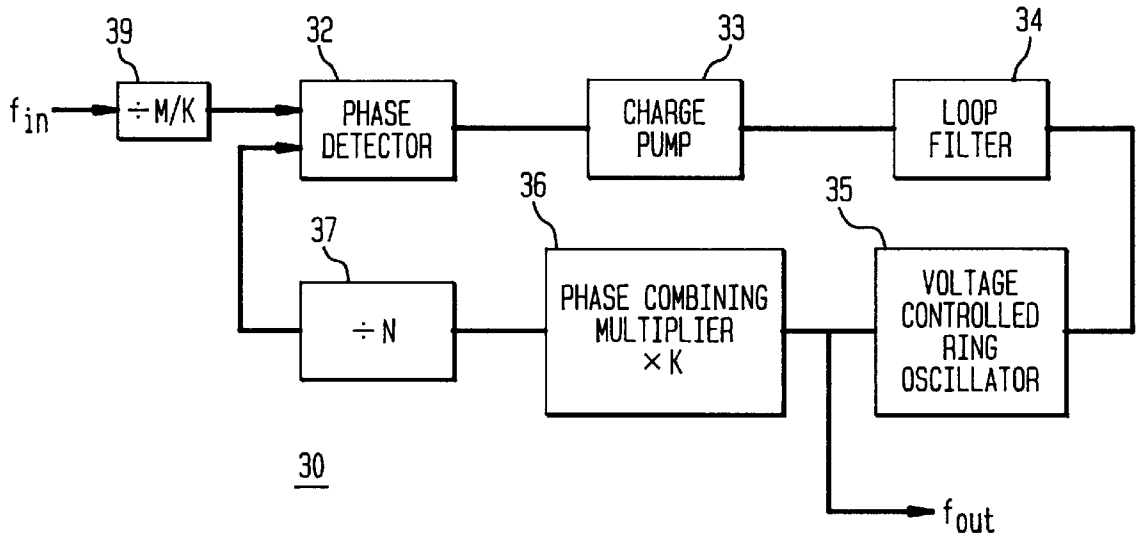 39
32
33
34
f_in
÷ M/K
PHASE
DETECTOR
CHARGE
PUMP
LOOP
FILTER
37
36
35
÷ N
PHASE COMBINING
MULTIPLIER
× K
VOLTAGE
CONTROLLED
RING
OSCILLATOR
30
f_out